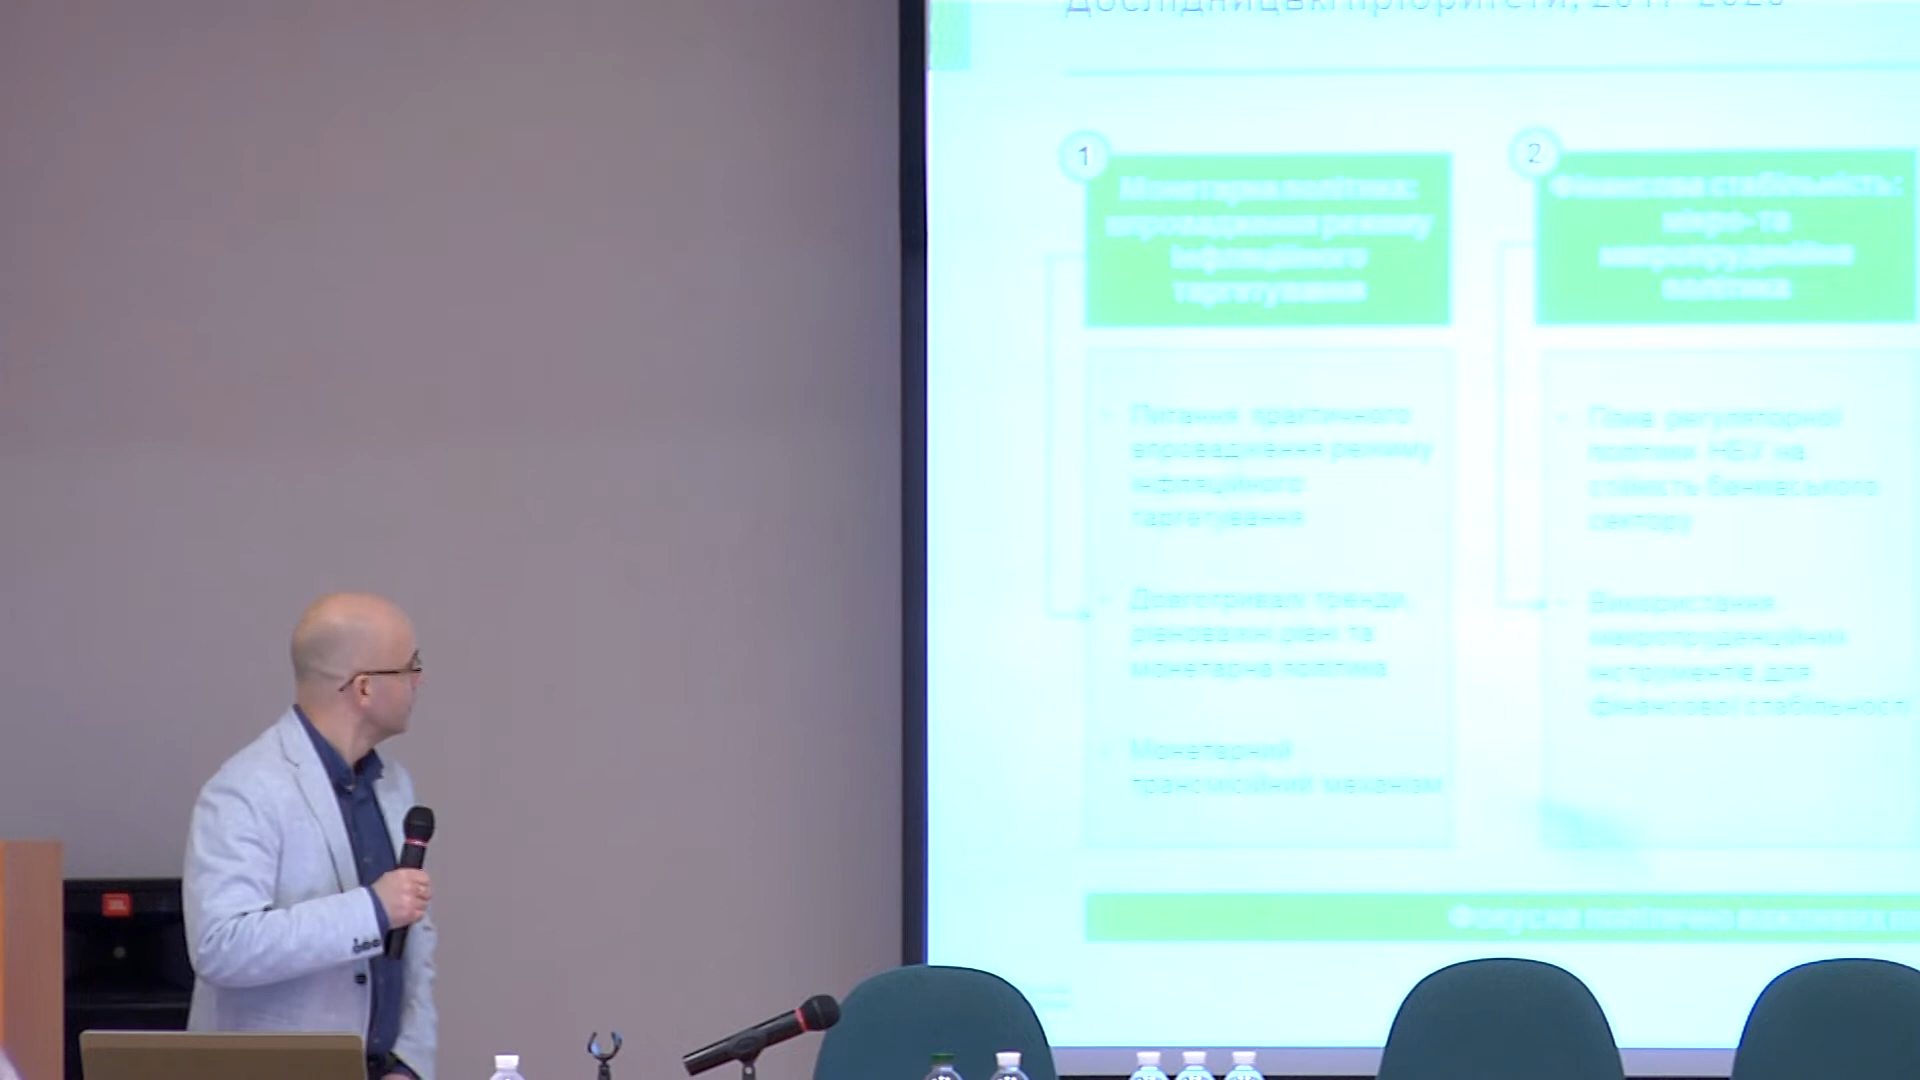 Дослідницькі пріоритети, 2017-2020
1
Монетарна політика:
впровадження режиму
інфляційного
таргетування
Питання практичного
впровадження режиму
інфляційного
таргетування
Довготривалі тренди,
рівноважні рівні та
монетарна політика
Монетарний
трансмісійний механізм
2
Фінансова стабільність:
мікро- та
макропруденційна
політика
регуляторної
політики НБУ на
стійкість банківського
сектору
Використання
макропруденційних
інструментів для
фінансової стабільності
Фокус на політично важливих
JBL